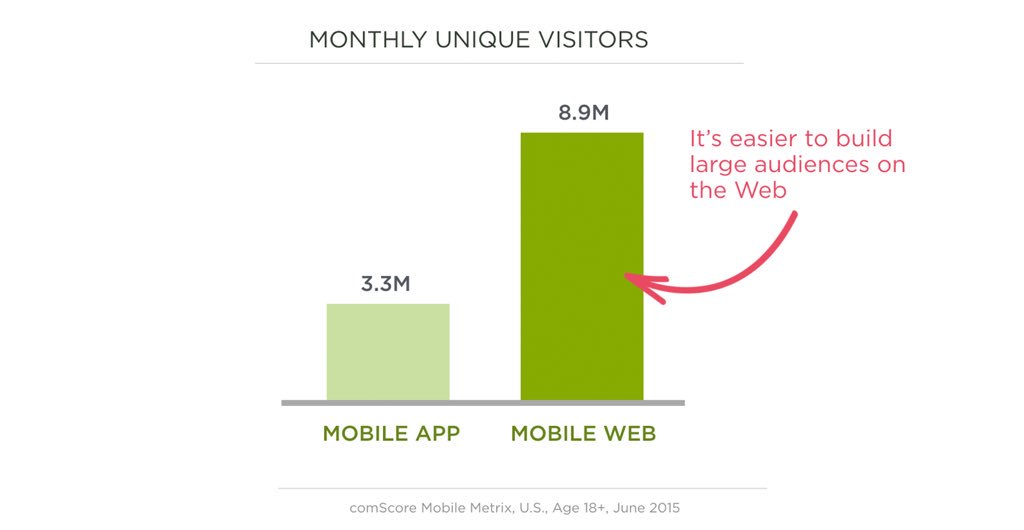 MONTHLY UNIQUE VISITORS
8.9M
It's easier to build
large audiences on
the Web
3.3M
MOBILE APP MOBILE WEB
comScore Mobile Metrix, U.S., Age 18+, June 2015